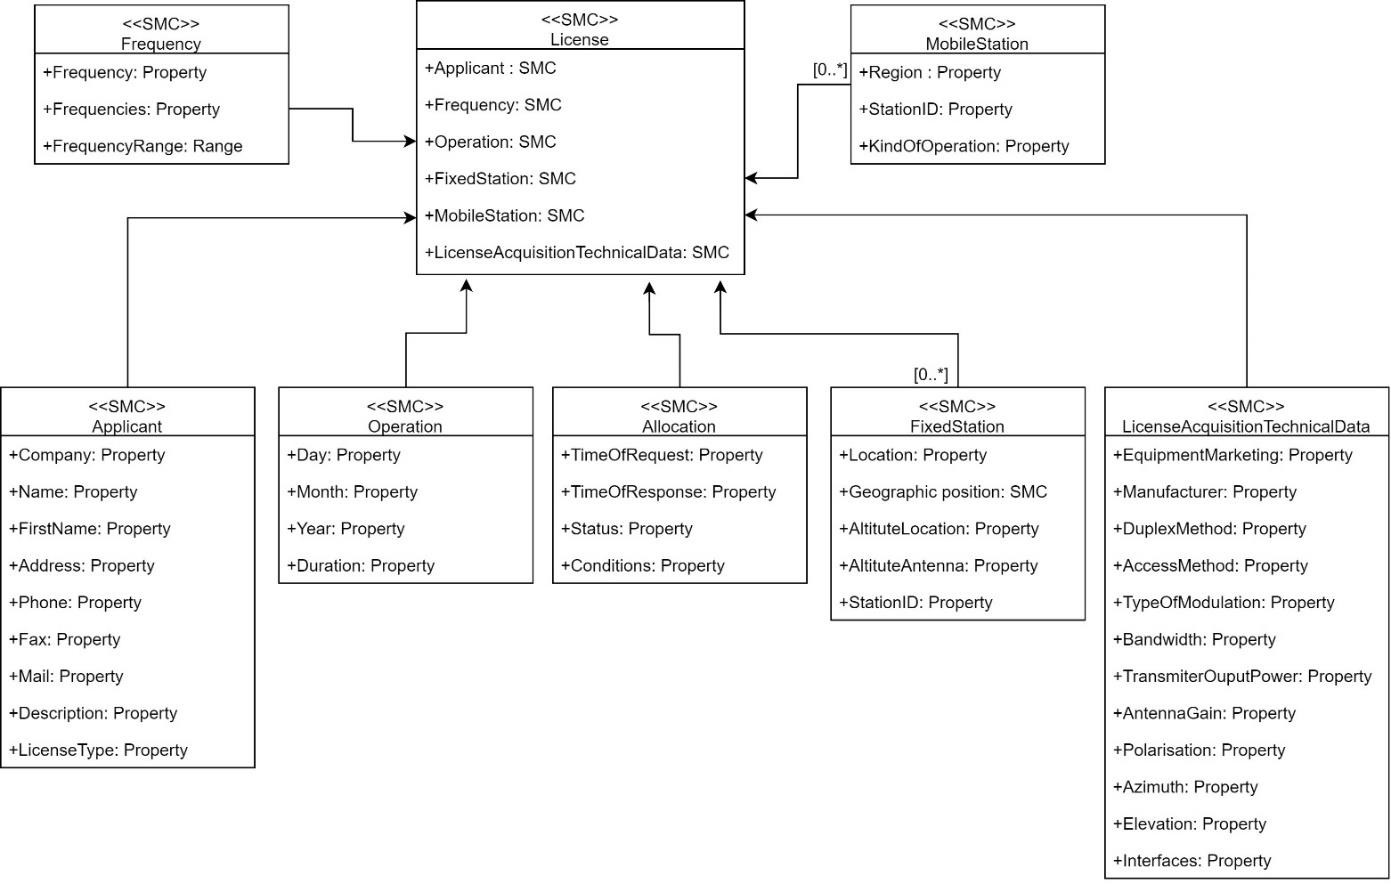 <<SMC>>
Frequency
+Frequency: Property
+Frequencies: Property
+FrequencyRange: Range
<<SMC>>
License
+Applicant : SMC
+Frequency: SMC
+Operation: SMC
+FixedStation: SMC
+MobileStation: SMC
+LicenseAcquisitionTechnicalData: SMC
[0..*]
<<SMC>>
MobileStation
+Region : Property
+StationID: Property
+KindOfOperation: Property
<<SMC>>
Applicant
+Company: Property
+Name: Property
+FirstName: Property
+Address: Property
+Phone: Property
+Fax: Property
+Mail: Property
+Description: Property
+LicenseType: Property
<<SMC>>
Operation
+Day: Property
+Month: Property
+Year: Property
+Duration: Property
<<SMC>>
Allocation
+TimeOfRequest: Property
+TimeOfResponse: Property
+Status: Property
+Conditions: Property
[0..*]
<<SMC>>
FixedStation
+Location: Property
+Geographic position: SMC
+AltituteLocation: Property
+AltituteAntenna: Property
+StationID: Property
<<SMC>>
LicenseAcquisitionTechnicalData
+EquipmentMarketing: Property
+Manufacturer: Property
+DuplexMethod: Property
+AccessMethod: Property
+TypeOfModulation: Property
+Bandwidth: Property
+TransmiterOuputPower: Property
+AntennaGain: Property
+Polarisation: Property
+Azimuth: Property
+Elevation: Property
+Interfaces: Property